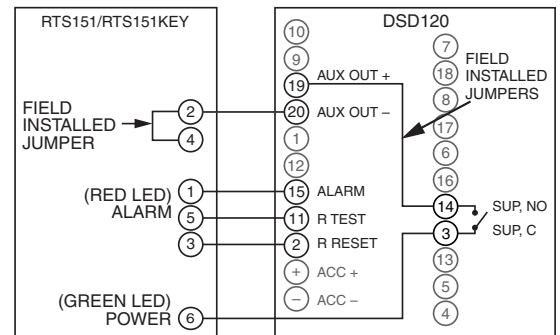 RTS151/RTS151KEY
FIELD
INSTALLED
JUMPER
2
4
(RED LED)
ALARM
1
5
3
(GREEN LED)
POWER
6
DSD120
10
9
19
AUX OUT +
20
AUX OUT –
1
12
15
ALARM
11
R TEST
2
R RESET
+
ACC +
–
ACC –
FIELD
INSTALLED
JUMPERS
7
18
8
17
6
16
14
SUP, NO
3
SUP, C
13
5
4